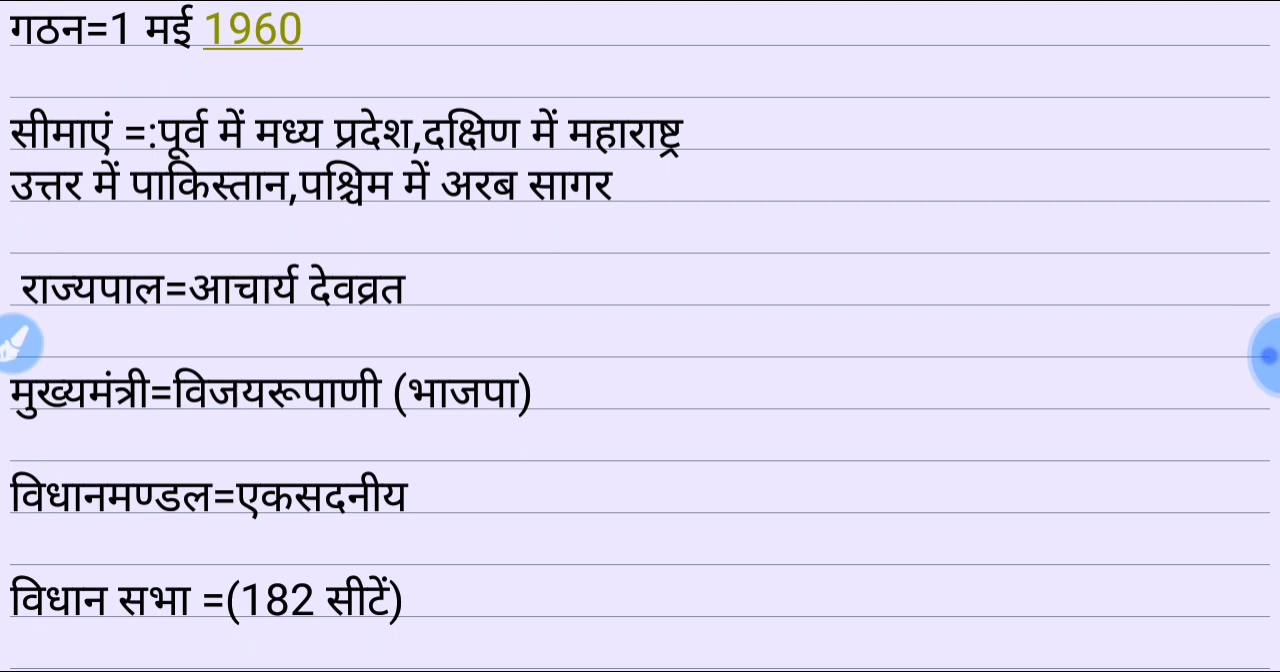 गठन=1 मई 1960
सीमाएं =:पूर्व में मध्य प्रदेश,दक्षिण में महाराष्ट्र
उत्तर में पाकिस्तान,पश्चिम में अरब सागर
राज्यपाल=आचार्य देवव्रत
मुख्यमंत्री=विजयरूपाणी (भाजपा)
विधानमण्डल=एकसदनीय
विधान सभा =(182 सीटें)